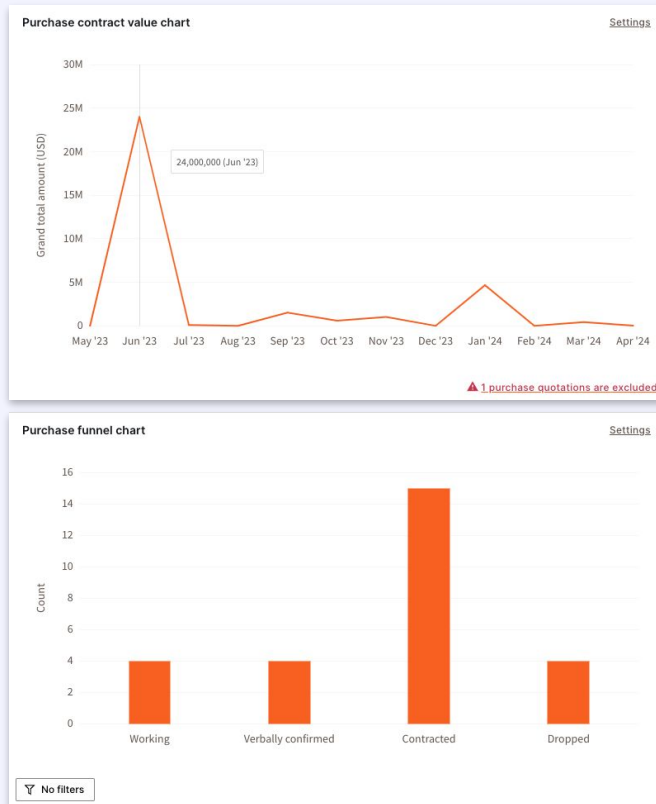 Purchase contract value chart
Settings
30M
25M
20M
15M
10M
5M
0
Grand total amount (USD)
24,000,000 (Jun '23)
May '23 Jun '23 Jul '23 Aug '23 Sep '23 Oct '23 Nov '23 Dec '23 Jan '24 Feb '24 Mar '24 Apr '24
1 purchase quotations are excluded
Purchase funnel chart
Settings
16
14
12
10
8
6
4
2
0
Count
Working Verbally confirmed Contracted Dropped
No filters